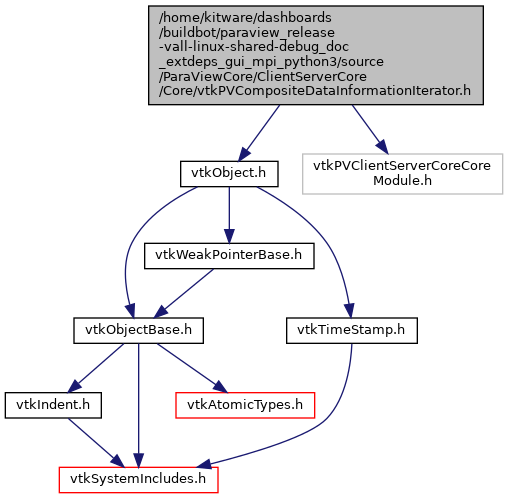 /home/kitware/dashboards
/buildbot/paraview_release
-vall-linux-shared-debug_doc
_extdeps_gui_mpi_python3/source
/ParaViewCore/ClientServerCore
/Core/vtkPVCompositeDataInformationIterator.h
vtkObject.h
vtkPVClientServerCoreCore
Module.h
vtkWeakPointerBase.h
vtkObjectBase.h
vtkTimeStamp.h
vtkIndent.h
vtkAtomicTypes.h
vtkSystemIncludes.h